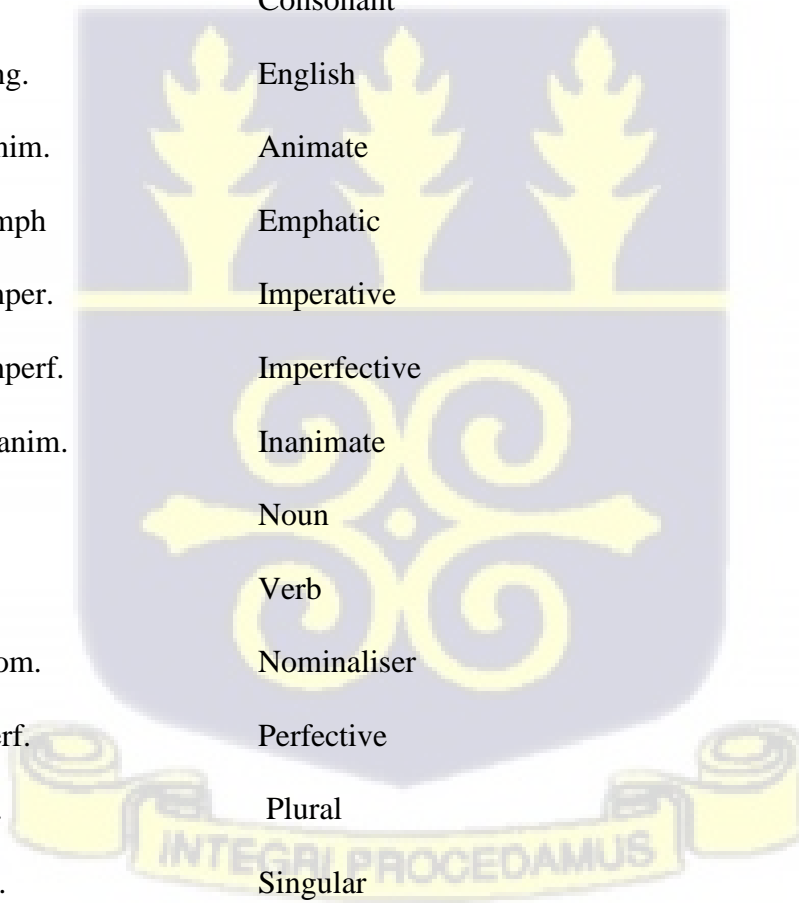 Consonant
ng. English
nim. Animate
mph Emphatic
nper. Imperative
nperf. Imperfective
anim. Inanimate
Noun
Verb
om. Nominaliser
erf. Perfective
. Plural
. Singular
INTEGRI PROCEDAMUS